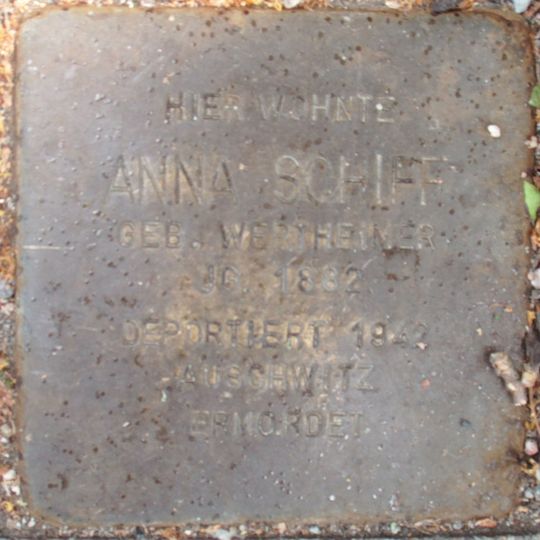 HIER WOHNTE
ANNA SCHIFF
GEB. WERTHEIMER
JG. 1882
DEPORTIERT 1942
AUSCHWITZ
ERMORDET